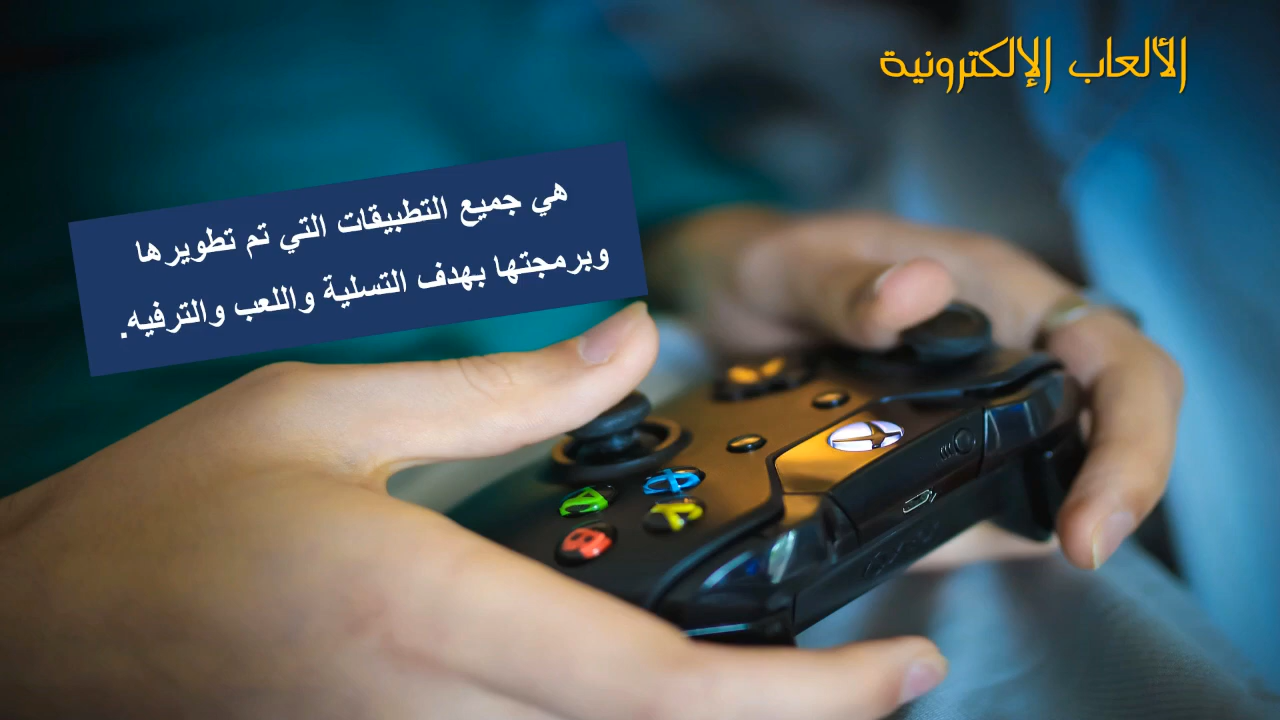 الألعاب الإلكترونية
هي جميع التطبيقات التي تم تطويرها
وبرمجتها بهدف التسلية واللعب والترفيه.
A
X
Y
B